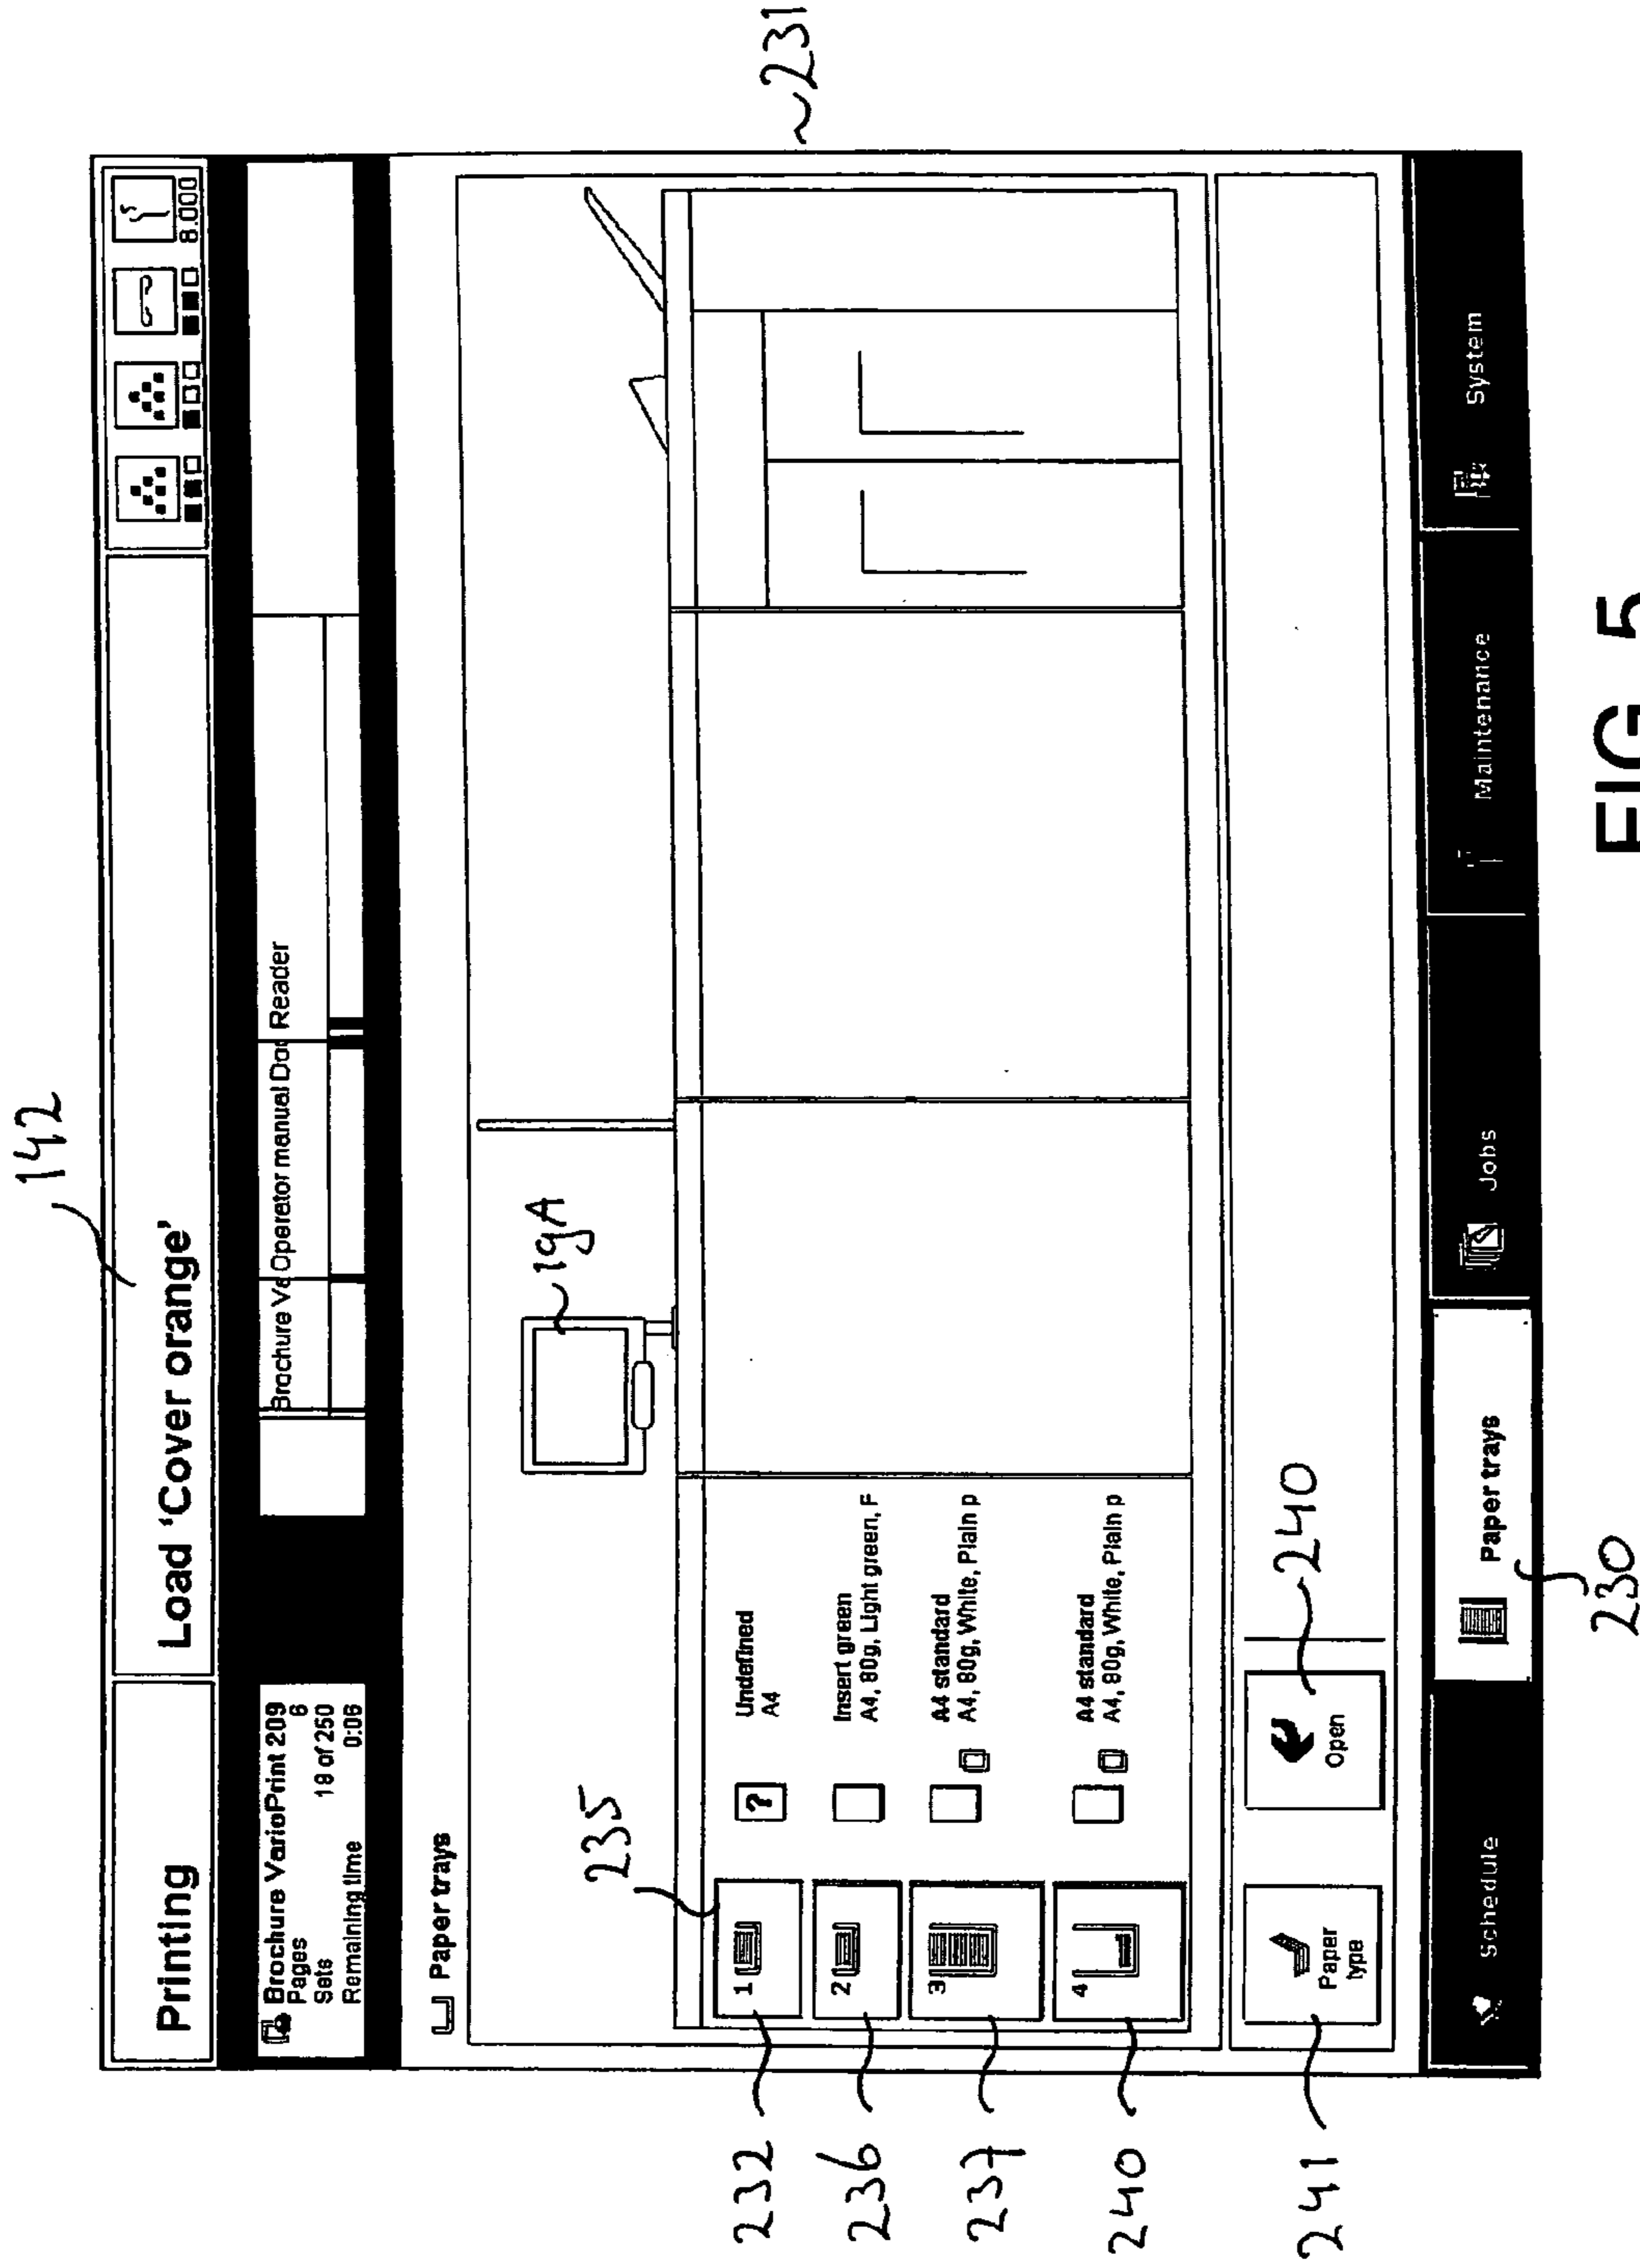 142
Printing
Load 'Cover orange'
8.000
Brochure VarioPrint 209
Pages 6
Sets 18 of 250
Remaining time 0:06
Brochure Ve
Operator manual
Doc
Reader
231
Paper trays
19A
235
232
1
?
Undefined
A4
236
2
Insert green
A4, 80g, Light green, F
237
3
A4 standard
A4, 80g, White, Plain p
240
4
A4 standard
A4, 80g, White, Plain p
241
Paper
type
Open
240
Schedule
Paper trays
Jobs
Maintenance
System
230
FIG. 5